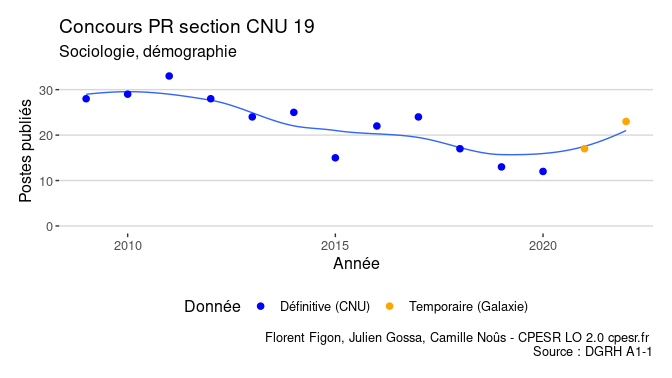 Concours PR section CNU 19
Sociologie, démographie
Postes publiés
30
20
10
0
2010 2015 2020
Année
Donnée Définitive (CNU) Temporaire (Galaxie)
Florent Figon, Julien Gossa, Camille Noûs - CPESR LO 2.0 cpesr.fr
Source : DGRH A1-1